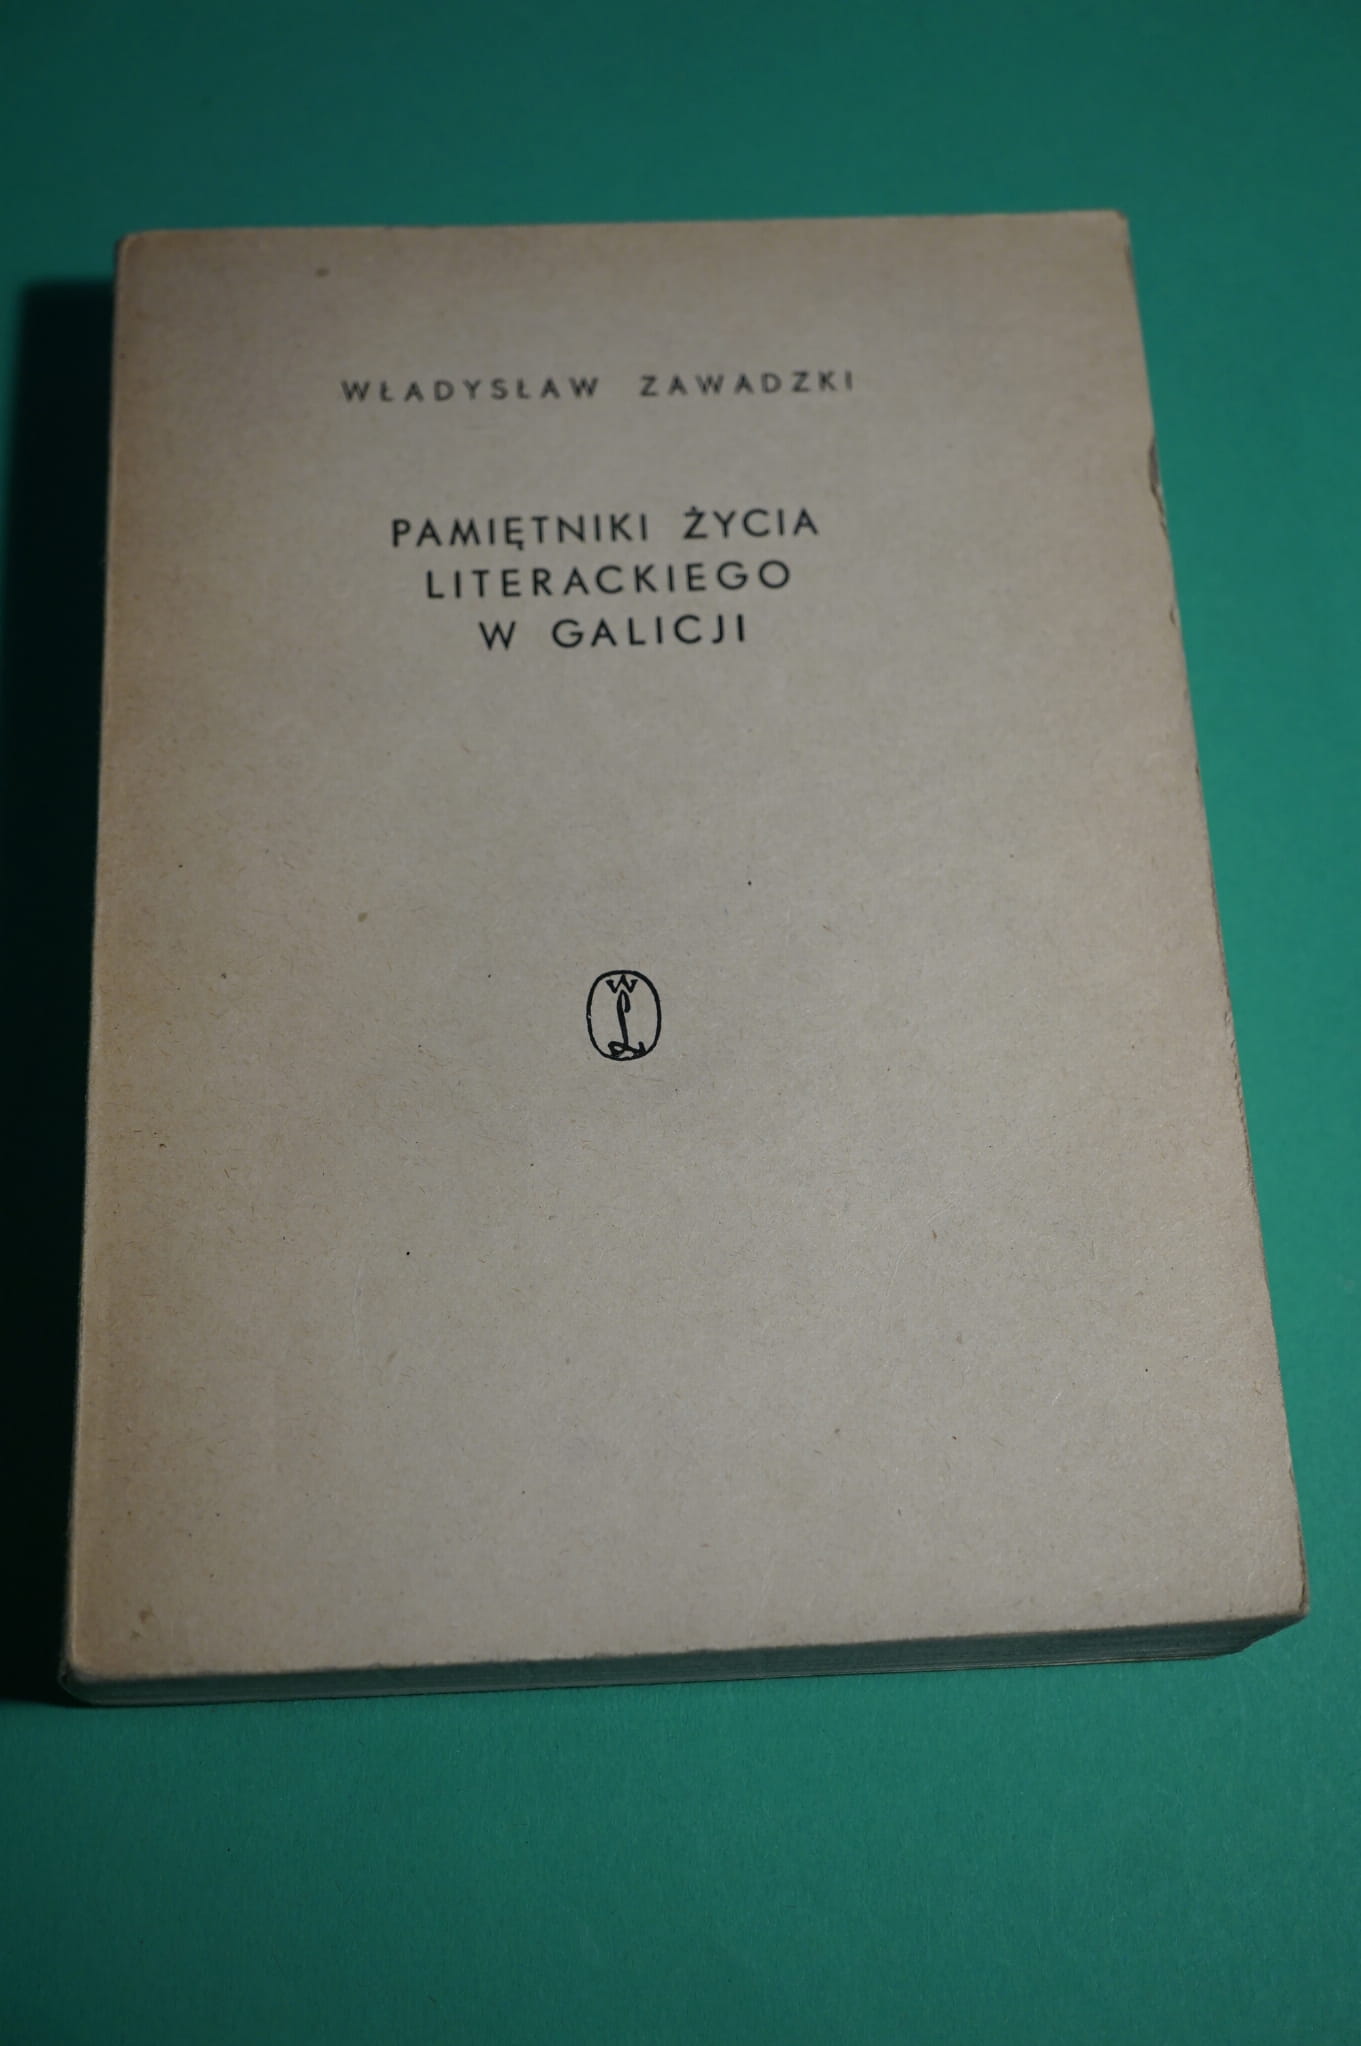 WŁADYSŁAW ZAWADZKI
PAMIĘTNIKI ŻYCIA
LITERACKIEGO
W GALICJI
W
L